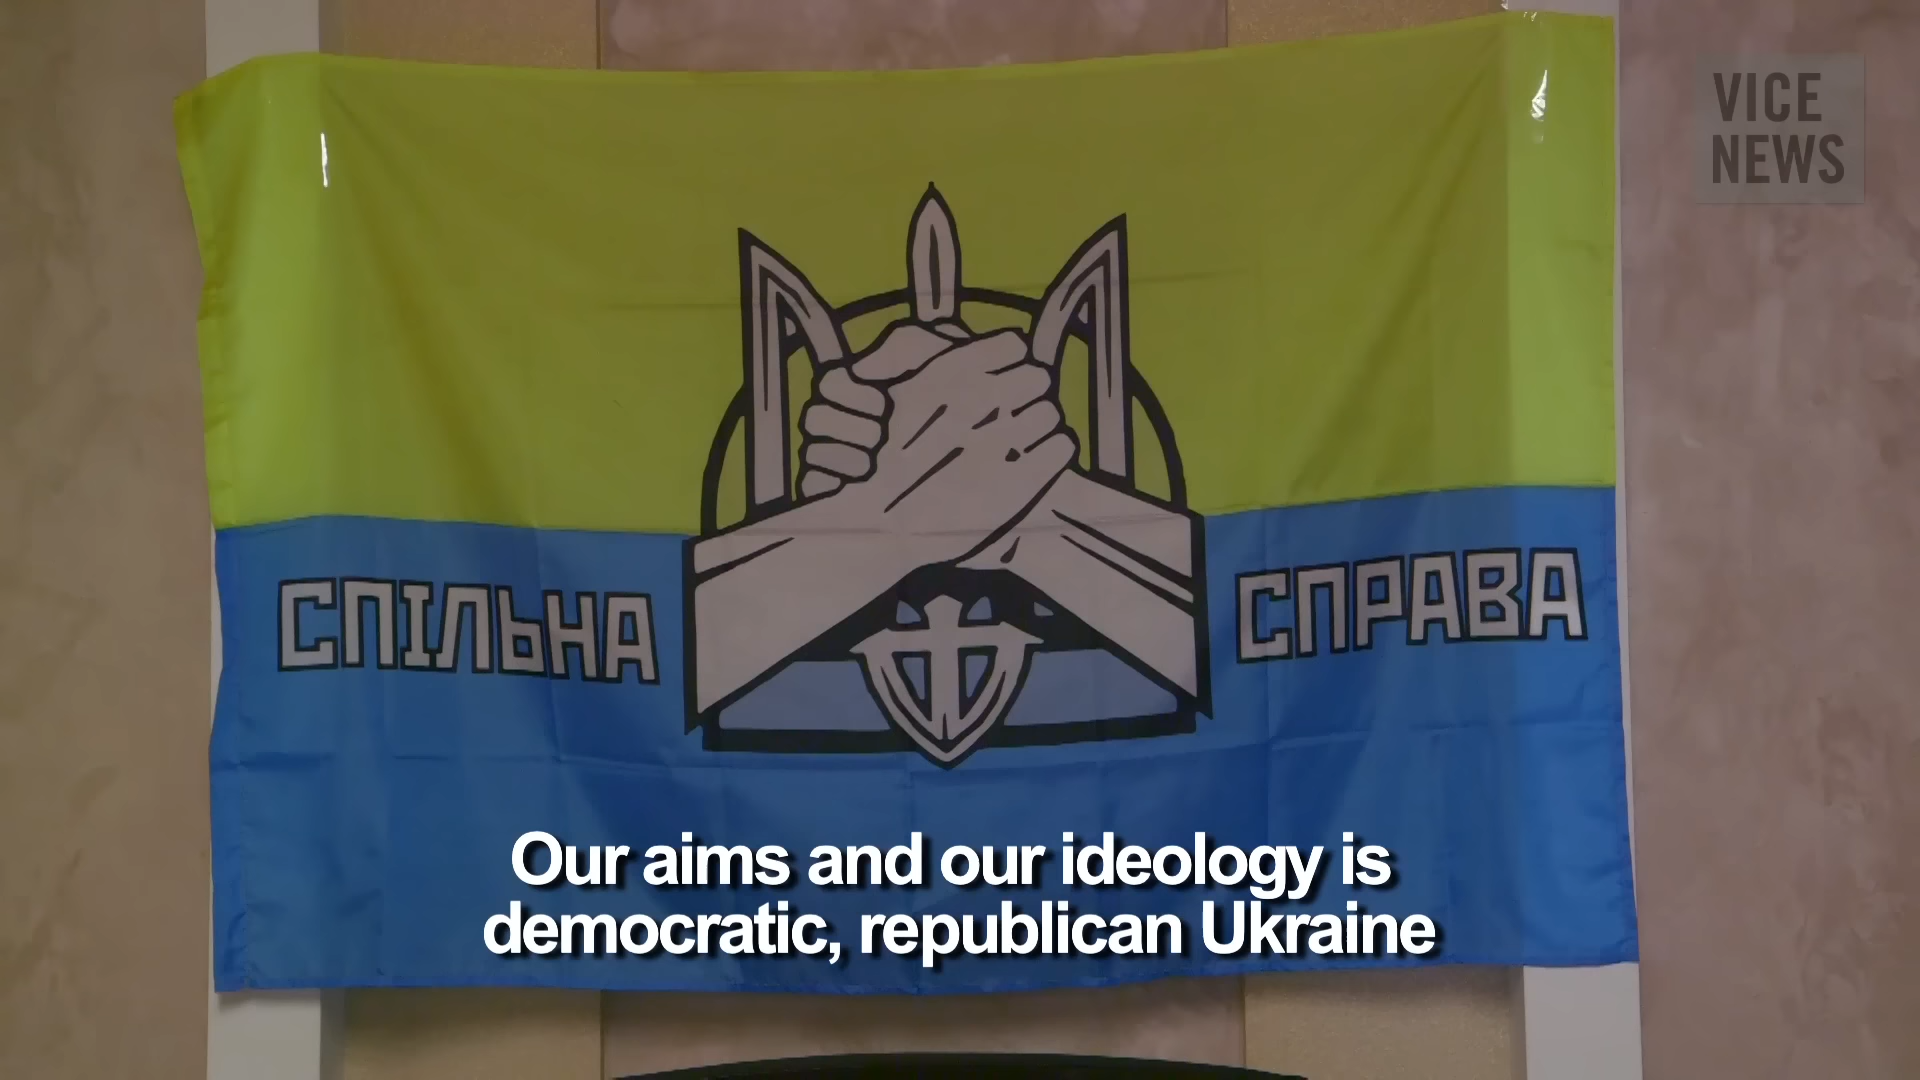 VICE
NEWS
СПІЛЬНА СПРАВА
Our aims and our ideology is
democratic, republican Ukraine